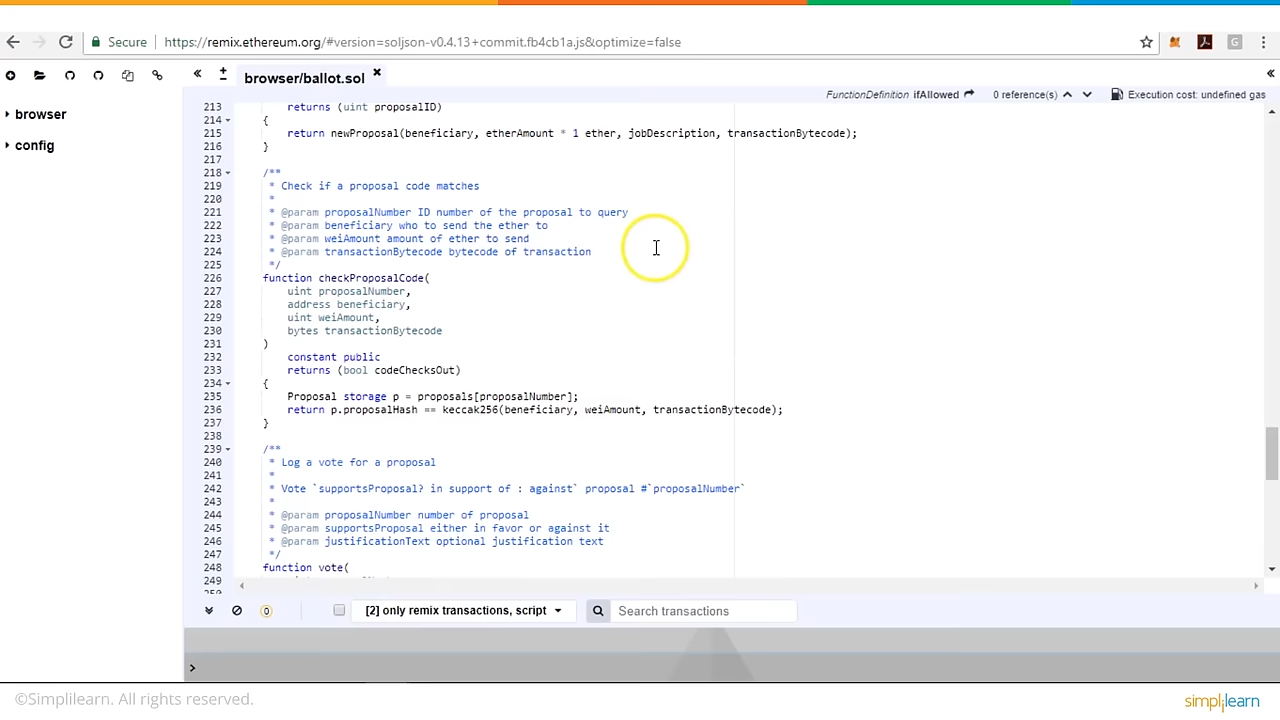 Secure https://remix.ethereum.org/#version=soljson-v0.4.13+commit.fb4cb1a.js&optimize=false
browser/ballot.sol
FunctionDefinition ifAllowed 0 reference(s) Execution cost: undefined gas
browser
config
213 returns (uint proposalID)
214 {
215 return newProposal(beneficiary, etherAmount * 1 ether, jobDescription, transactionBytecode);
216 }
217
218 /**
219 * Check if a proposal code matches
220 *
221 * @param proposalNumber ID number of the proposal to query
222 * @param beneficiary who to send the ether to
223 * @param weiAmount amount of ether to send
224 * @param transactionBytecode bytecode of transaction
225 */
226 function checkProposalCode(
227 uint proposalNumber,
228 address beneficiary,
229 uint weiAmount,
230 bytes transactionBytecode
231 )
232 constant public
233 returns (bool codeChecksOut)
234 {
235 Proposal storage p = proposals[proposalNumber];
236 return p.proposalHash == keccak256(beneficiary, weiAmount, transactionBytecode);
237 }
238
239 /**
240 * Log a vote for a proposal
241 *
242 * Vote `supportsProposal? in support of : against` proposal #`proposalNumber`
243 *
244 * @param proposalNumber number of proposal
245 * @param supportsProposal either in favor or against it
246 * @param justificationText optional justification text
247 */
248 function vote(
249
0 [2] only remix transactions, script Search transactions
>
©Simplilearn. All rights reserved.
simplilearn